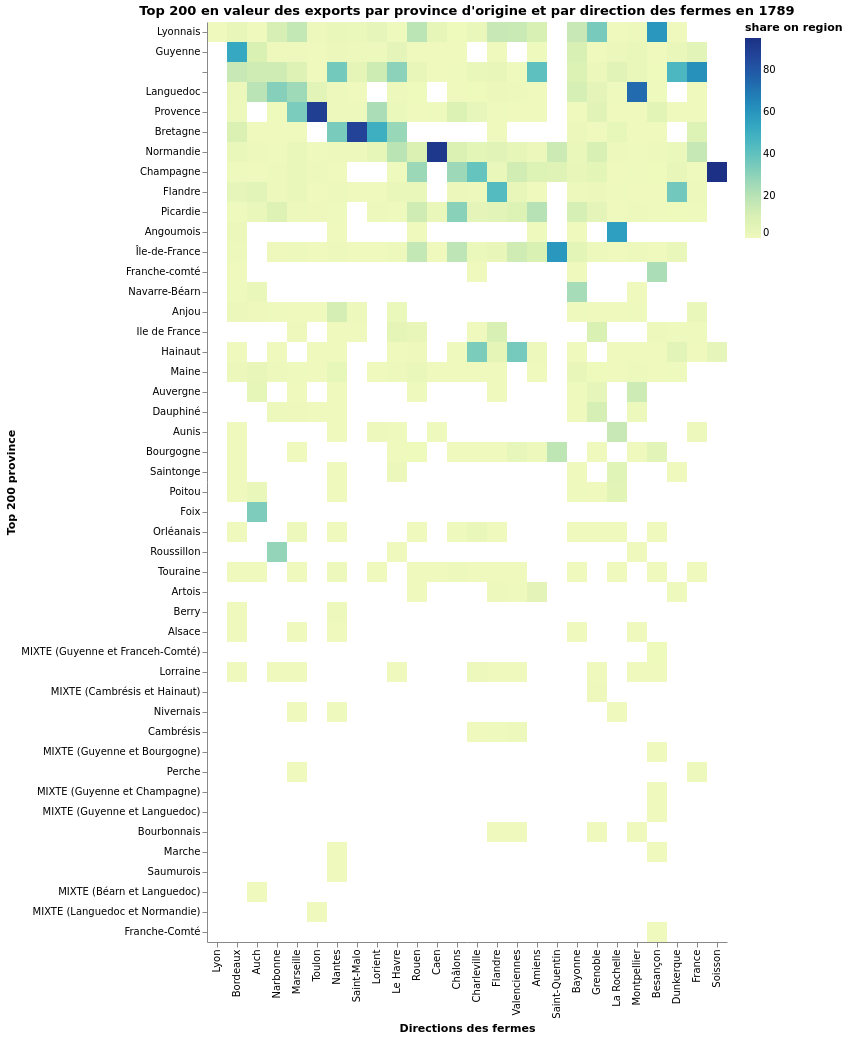 Top 200 en valeur des exports par province d'origine et par direction des fermes en 1789
share on region
80
60
40
20
0
Top 200 province
Lyonnais
Guyenne
Languedoc
Provence
Bretagne
Normandie
Champagne
Flandre
Picardie
Angoumois
Île-de-France
Franche-comté
Navarre-Béarn
Anjou
Ile de France
Hainaut
Maine
Auvergne
Dauphiné
Aunis
Bourgogne
Saintonge
Poitou
Foix
Orléanais
Roussillon
Touraine
Artois
Berry
Alsace
MIXTE (Guyenne et Franceh-Comté)
Lorraine
MIXTE (Cambrésis et Hainaut)
Nivernais
Cambrésis
MIXTE (Guyenne et Bourgogne)
Perche
MIXTE (Guyenne et Champagne)
MIXTE (Guyenne et Languedoc)
Bourbonnais
Marche
Saumurois
MIXTE (Béarn et Languedoc)
MIXTE (Languedoc et Normandie)
Franche-Comté
Lyon
Bordeaux
Auch
Narbonne
Marseille
Toulon
Nantes
Saint-Malo
Lorient
Le Havre
Rouen
Caen
Châlons
Charleville
Flandre
Valenciennes
Amiens
Saint-Quentin
Bayonne
Grenoble
La Rochelle
Montpellier
Besançon
Dunkerque
France
Soisson
Directions des fermes